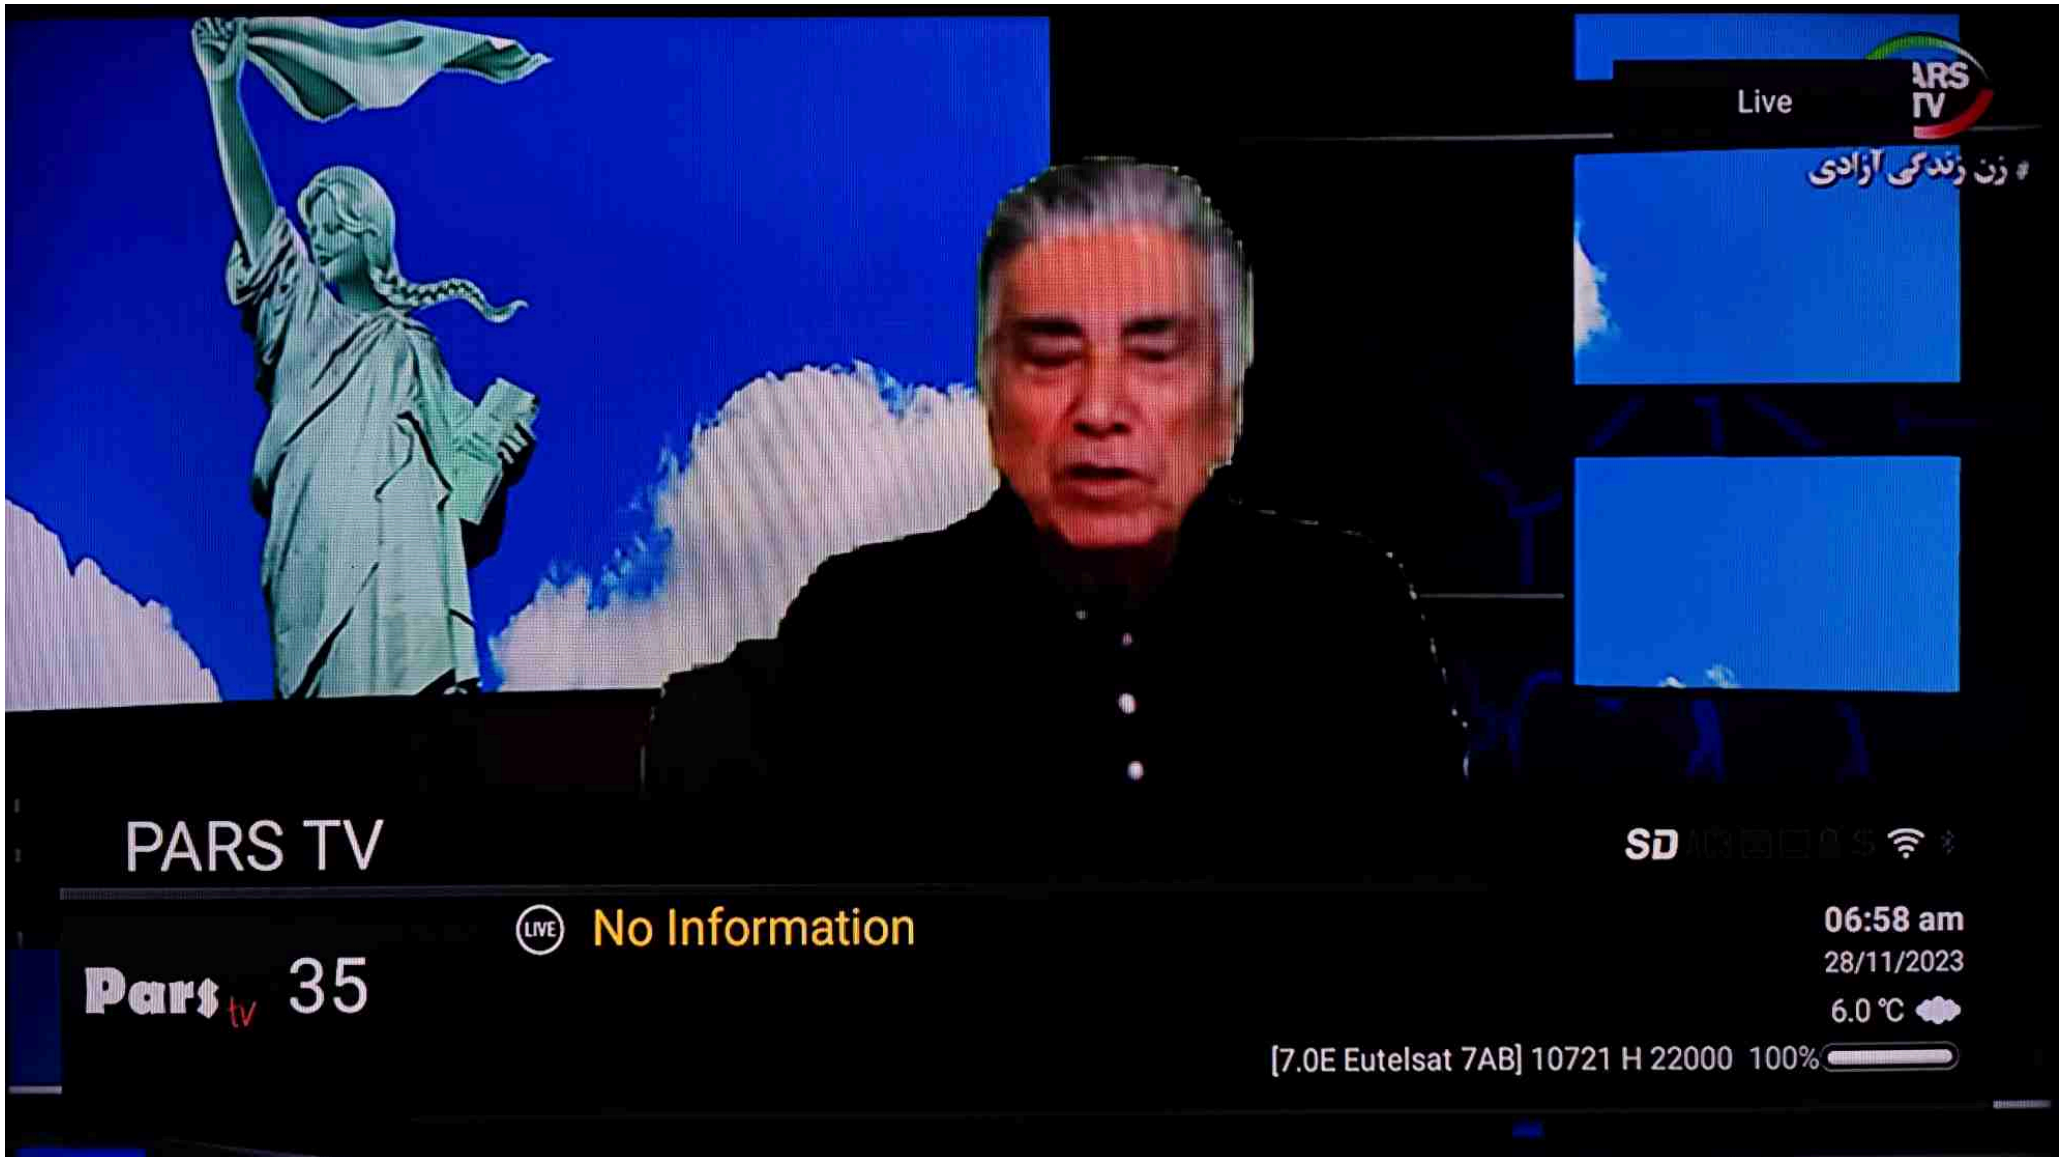 Live
ARS
TV
# زن زندگی آزادی
PARS TV
SD
LIVE No Information
06:58 am
28/11/2023
Pars tv 35
6.0 °C
[7.0E Eutelsat 7AB] 10721 H 22000 100%